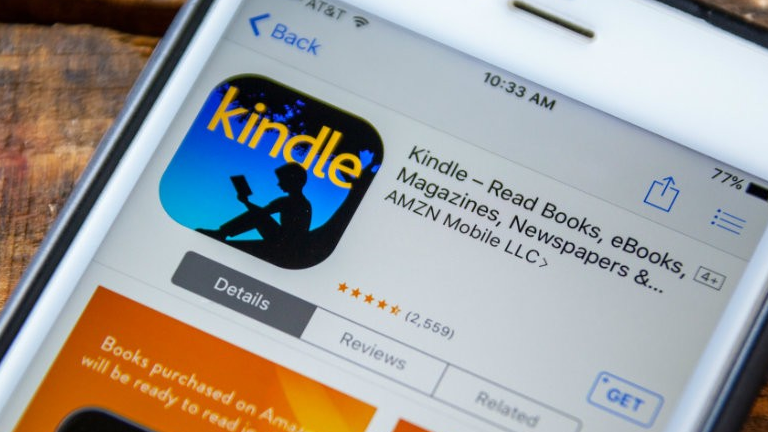 AT&T
Back
10:33 AM
77%
kindle
Kindle – Read Books, eBooks,
Magazines, Newspapers &...
4+
AMZN Mobile LLC
Details
(2,559)
Reviews
Related
GET
Books purchased on Ama
will be ready to read i